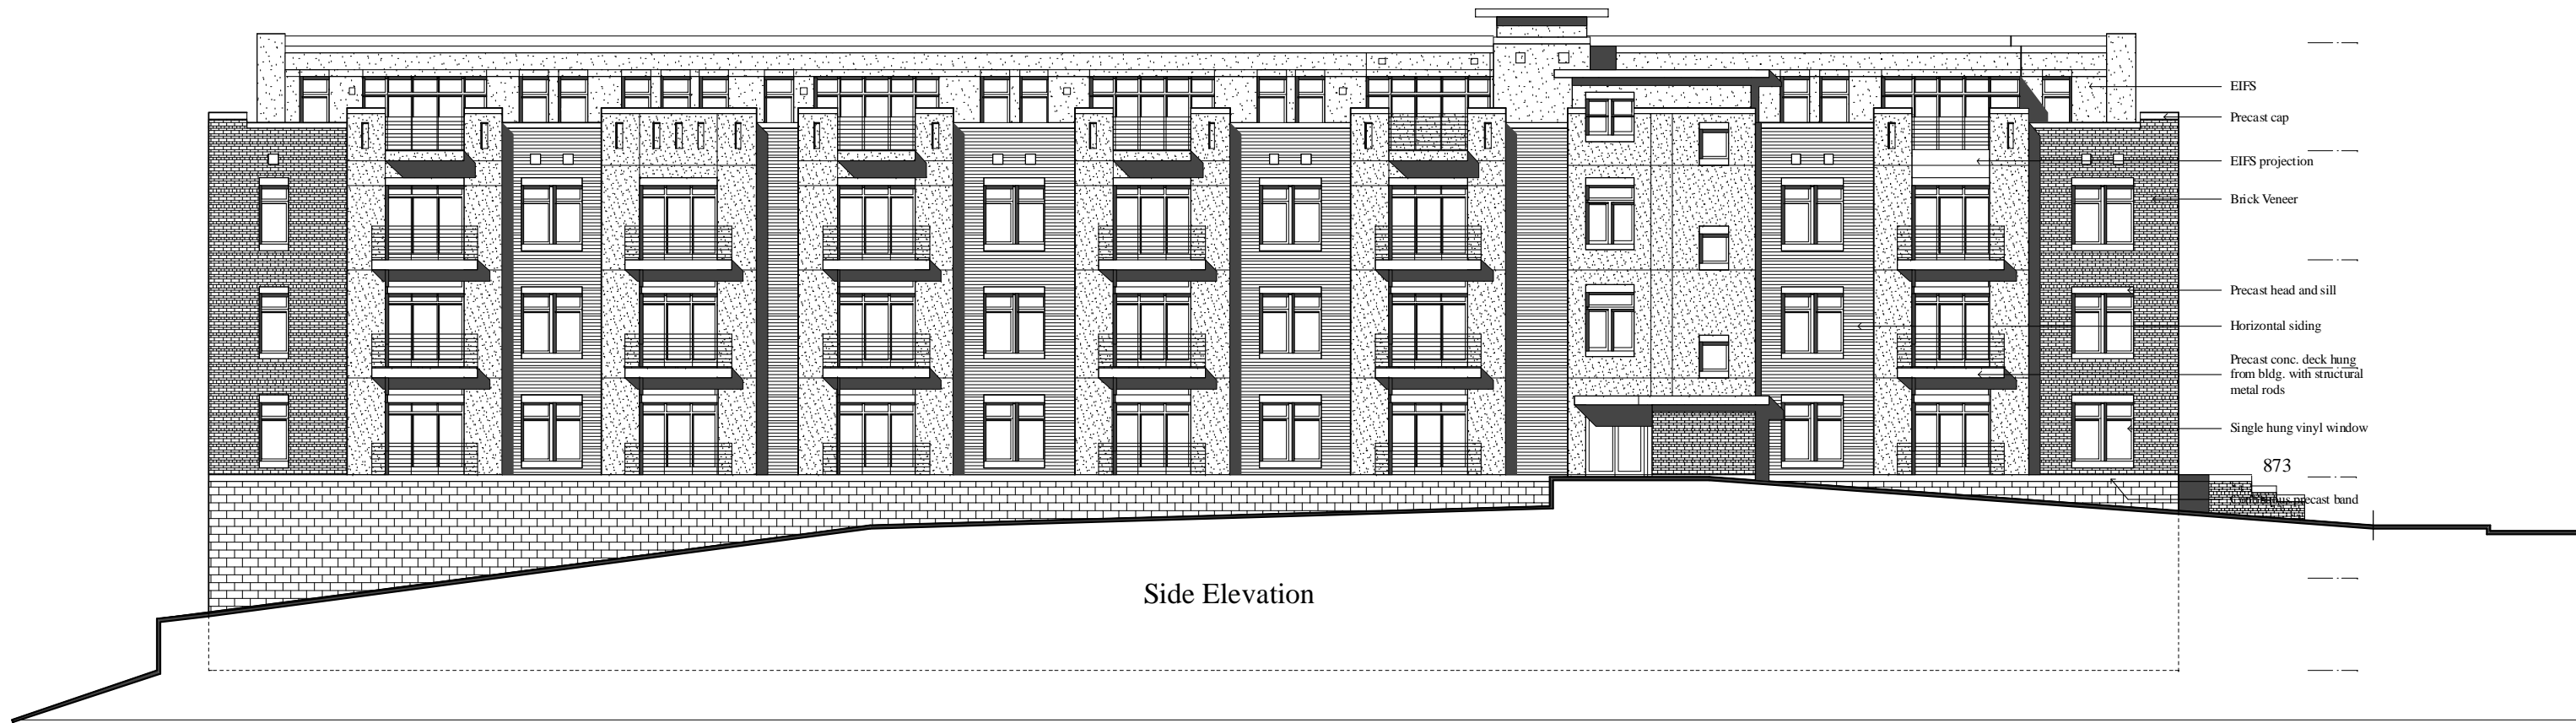 EIFS
Precast cap
EIFS projection
Brick Veneer
Precast head and sill
Horizontal siding
Precast conc. deck hung
from bldg. with structural
metal rods
Single hung vinyl window
873
Continuous precast band
Side Elevation